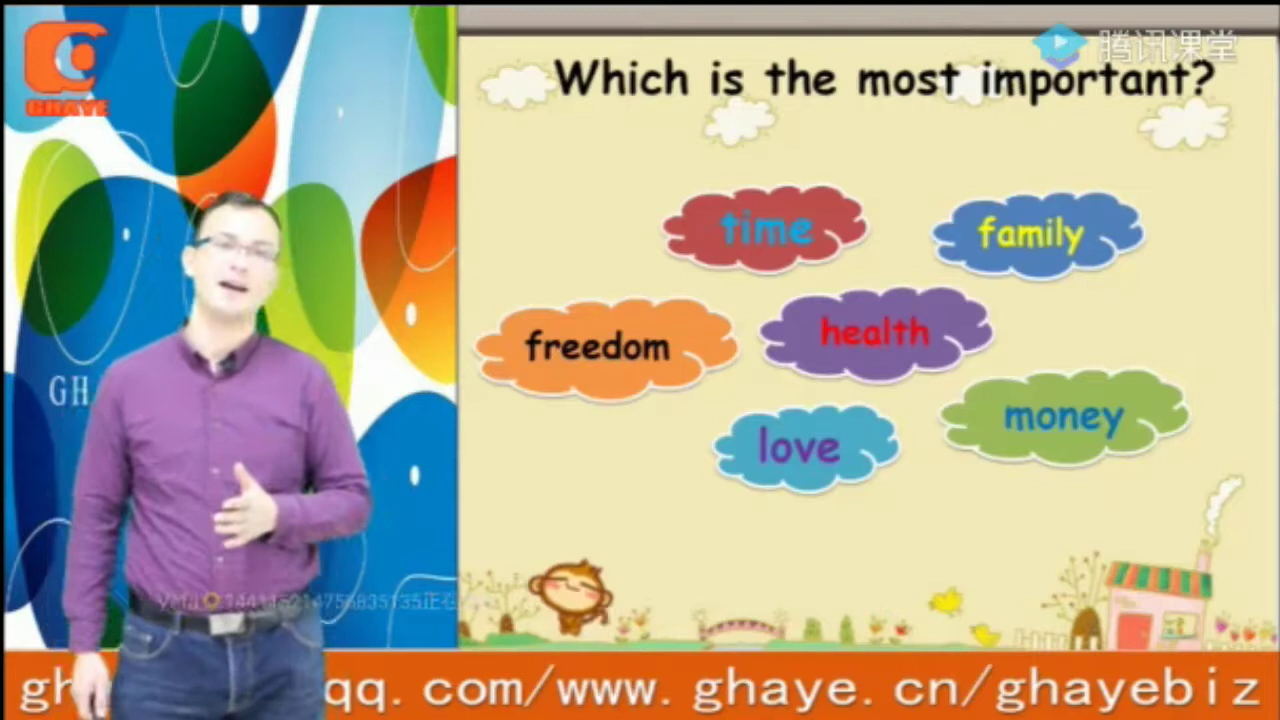 GHAYE
腾讯课堂
Which is the most important?
time
family
freedom
health
money
love
GH
qq. com/www. ghaye. cn/ghayebiz